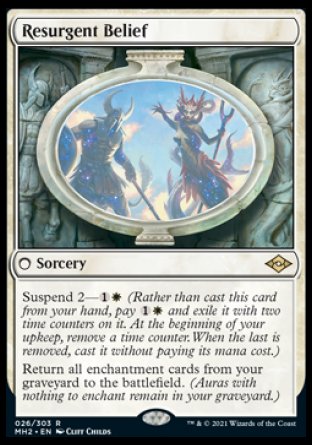 Resurgent Belief
Sorcery
Suspend 2—1W (Rather than cast this card
from your hand, pay 1W and exile it with two
time counters on it. At the beginning of your
upkeep, remove a time counter. When the last is
removed, cast it without paying its mana cost.)
Return all enchantment cards from your
graveyard to the battlefield. (Auras with
nothing to enchant remain in your graveyard.)
026/303 R
MH2 • EN CLIFF CHILDS
™ & © 2021 Wizards of the Coast